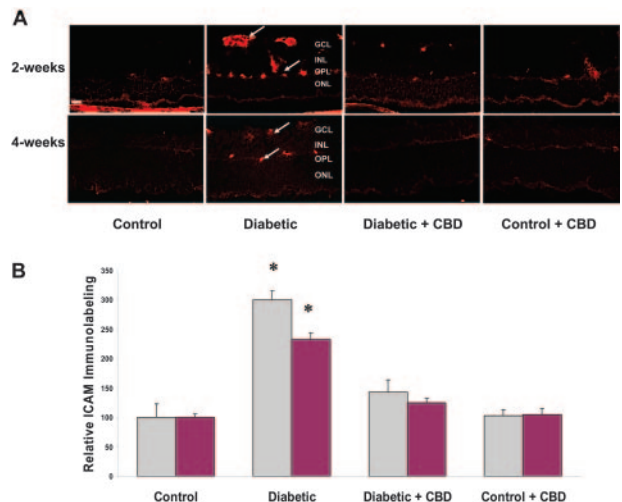 A
2-weeks
GCL
INL
OPL
ONL
4-weeks
GCL
INL
OPL
ONL
Control Diabetic Diabetic + CBD Control + CBD
B
Relative ICAM Immunolabeling
350
300
250
200
150
100
50
0
* *
Control Diabetic Diabetic + CBD Control + CBD